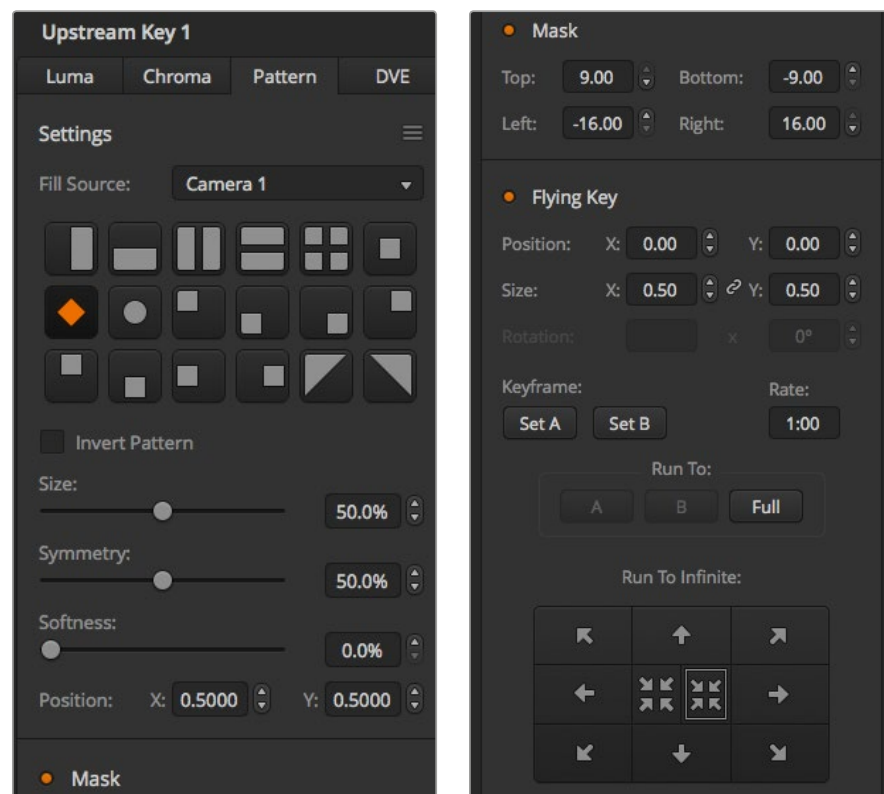 Upstream Key 1
Luma Chroma Pattern DVE
Settings
Fill Source: Camera 1
Invert Pattern
Size:
50.0%
Symmetry:
50.0%
Softness:
0.0%
Position: X: 0.5000 Y: 0.5000
Mask
Mask
Top: 9.00 Bottom: -9.00
Left: -16.00 Right: 16.00
Flying Key
Position: X: 0.00 Y: 0.00
Size: X: 0.50 Y: 0.50
Rotation: x 0°
Keyframe: Rate:
Set A Set B 1:00
Run To:
A B Full
Run To Infinite: